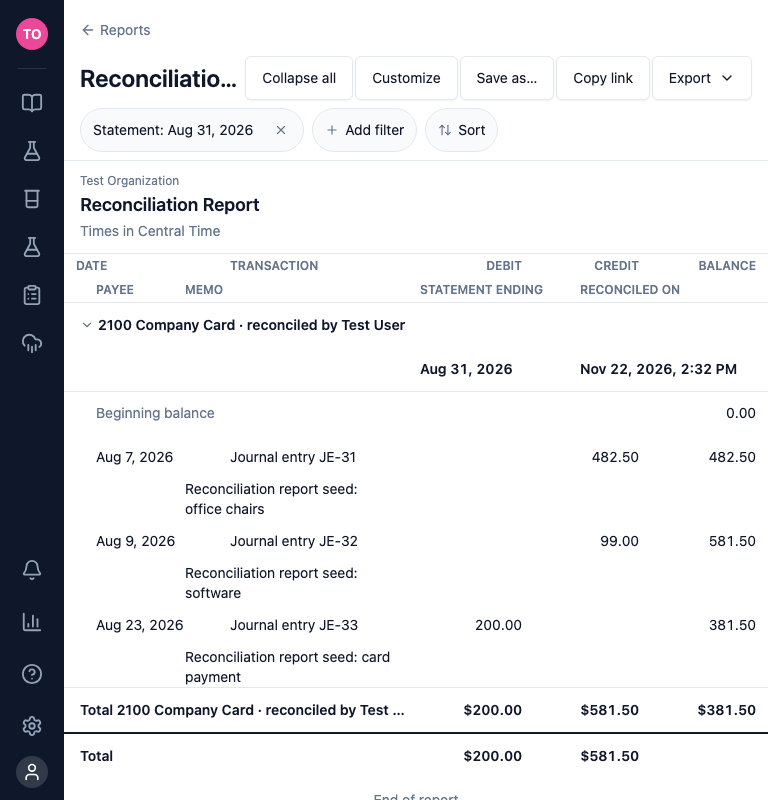 TO
Reports
Reconciliatio...
Collapse all
Customize
Save as...
Copy link
Export
Statement: Aug 31, 2026
Add filter
Sort
Test Organization
Reconciliation Report
Times in Central Time
DATE TRANSACTION DEBIT CREDIT BALANCE
PAYEE MEMO STATEMENT ENDING RECONCILED ON
2100 Company Card · reconciled by Test User
Aug 31, 2026 Nov 22, 2026, 2:32 PM
Beginning balance 0.00
Aug 7, 2026 Journal entry JE-31 482.50 482.50
Reconciliation report seed:
office chairs
Aug 9, 2026 Journal entry JE-32 99.00 581.50
Reconciliation report seed:
software
Aug 23, 2026 Journal entry JE-33 200.00 381.50
Reconciliation report seed: card
payment
Total 2100 Company Card · reconciled by Test ... $200.00 $581.50 $381.50
Total $200.00 $581.50
End of report